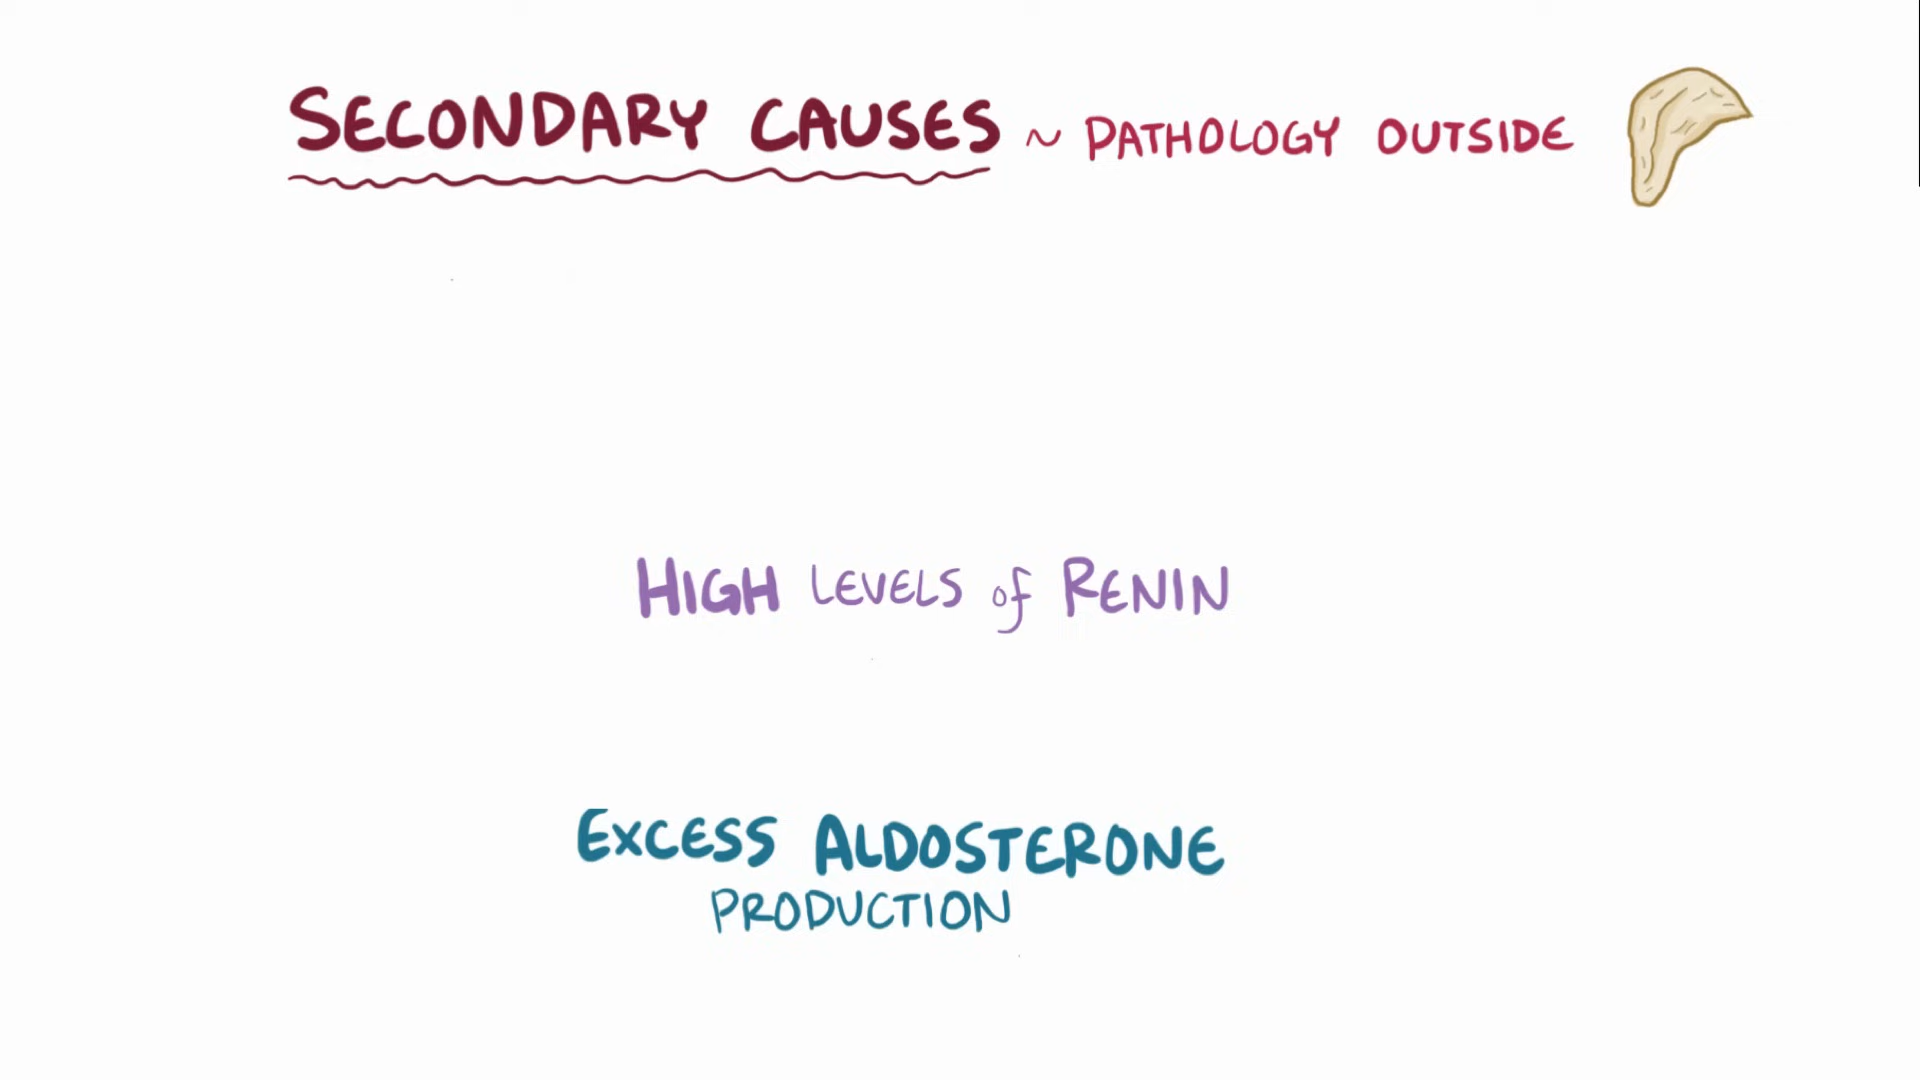 SECONDARY CAUSES ~ PATHOLOGY OUTSIDE
HIGH LEVELS of RENIN
EXCESS ALDOSTERONE
PRODUCTION